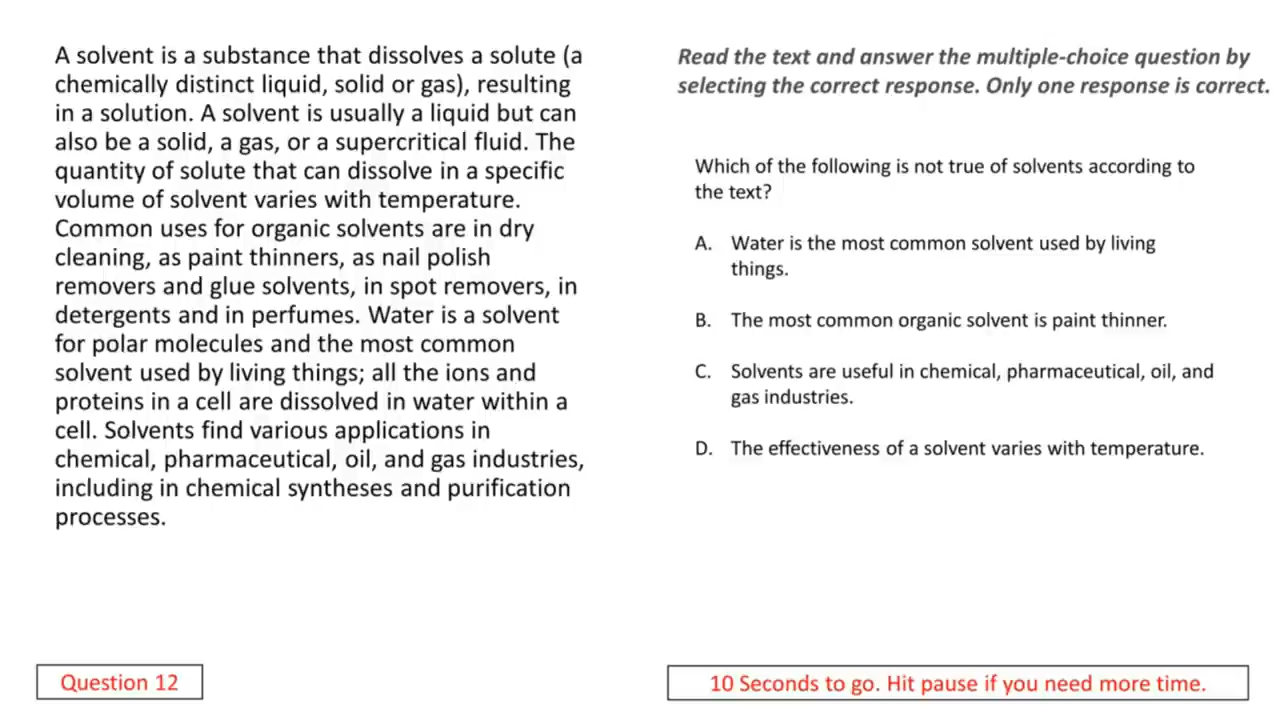 A solvent is a substance that dissolves a solute (a
chemically distinct liquid, solid or gas), resulting
in a solution. A solvent is usually a liquid but can
also be a solid, a gas, or a supercritical fluid. The
quantity of solute that can dissolve in a specific
volume of solvent varies with temperature.
Common uses for organic solvents are in dry
cleaning, as paint thinners, as nail polish
removers and glue solvents, in spot removers, in
detergents and in perfumes. Water is a solvent
for polar molecules and the most common
solvent used by living things; all the ions and
proteins in a cell are dissolved in water within a
cell. Solvents find various applications in
chemical, pharmaceutical, oil, and gas industries,
including in chemical syntheses and purification
processes.
Read the text and answer the multiple-choice question by
selecting the correct response. Only one response is correct.
Which of the following is not true of solvents according to
the text?
A. Water is the most common solvent used by living
things.
B. The most common organic solvent is paint thinner.
C. Solvents are useful in chemical, pharmaceutical, oil, and
gas industries.
D. The effectiveness of a solvent varies with temperature.
Question 12
10 Seconds to go. Hit pause if you need more time.